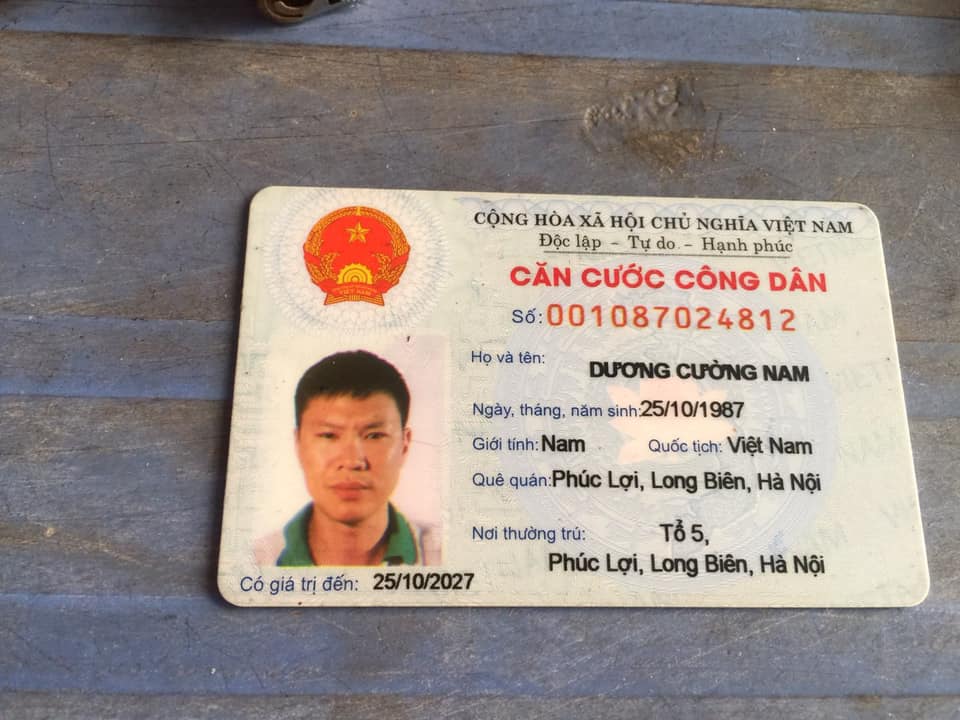 CỘNG HÒA XÃ HỘI CHỦ NGHĨA VIỆT NAM
Độc lập - Tự do - Hạnh phúc
CĂN CƯỚC CÔNG DÂN
Số: 001087024812
Họ và tên: DƯƠNG CƯỜNG NAM
Ngày, tháng, năm sinh: 25/10/1987
Giới tính: Nam Quốc tịch: Việt Nam
Quê quán: Phúc Lợi, Long Biên, Hà Nội
Nơi thường trú: Tổ 5,
Phúc Lợi, Long Biên, Hà Nội
Có giá trị đến: 25/10/2027